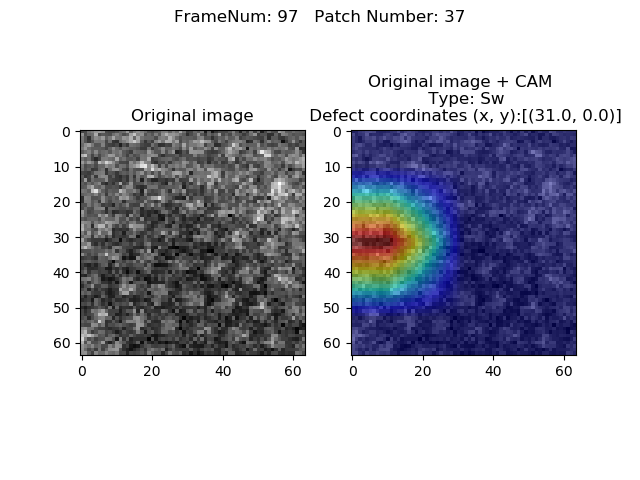 FrameNum: 97   Patch Number: 37
Original image
Original image + CAM
Type: Sw
Defect coordinates (x, y):[(31.0, 0.0)]
0
10
20
30
40
50
60
0 20 40 60
0
10
20
30
40
50
60
0 20 40 60